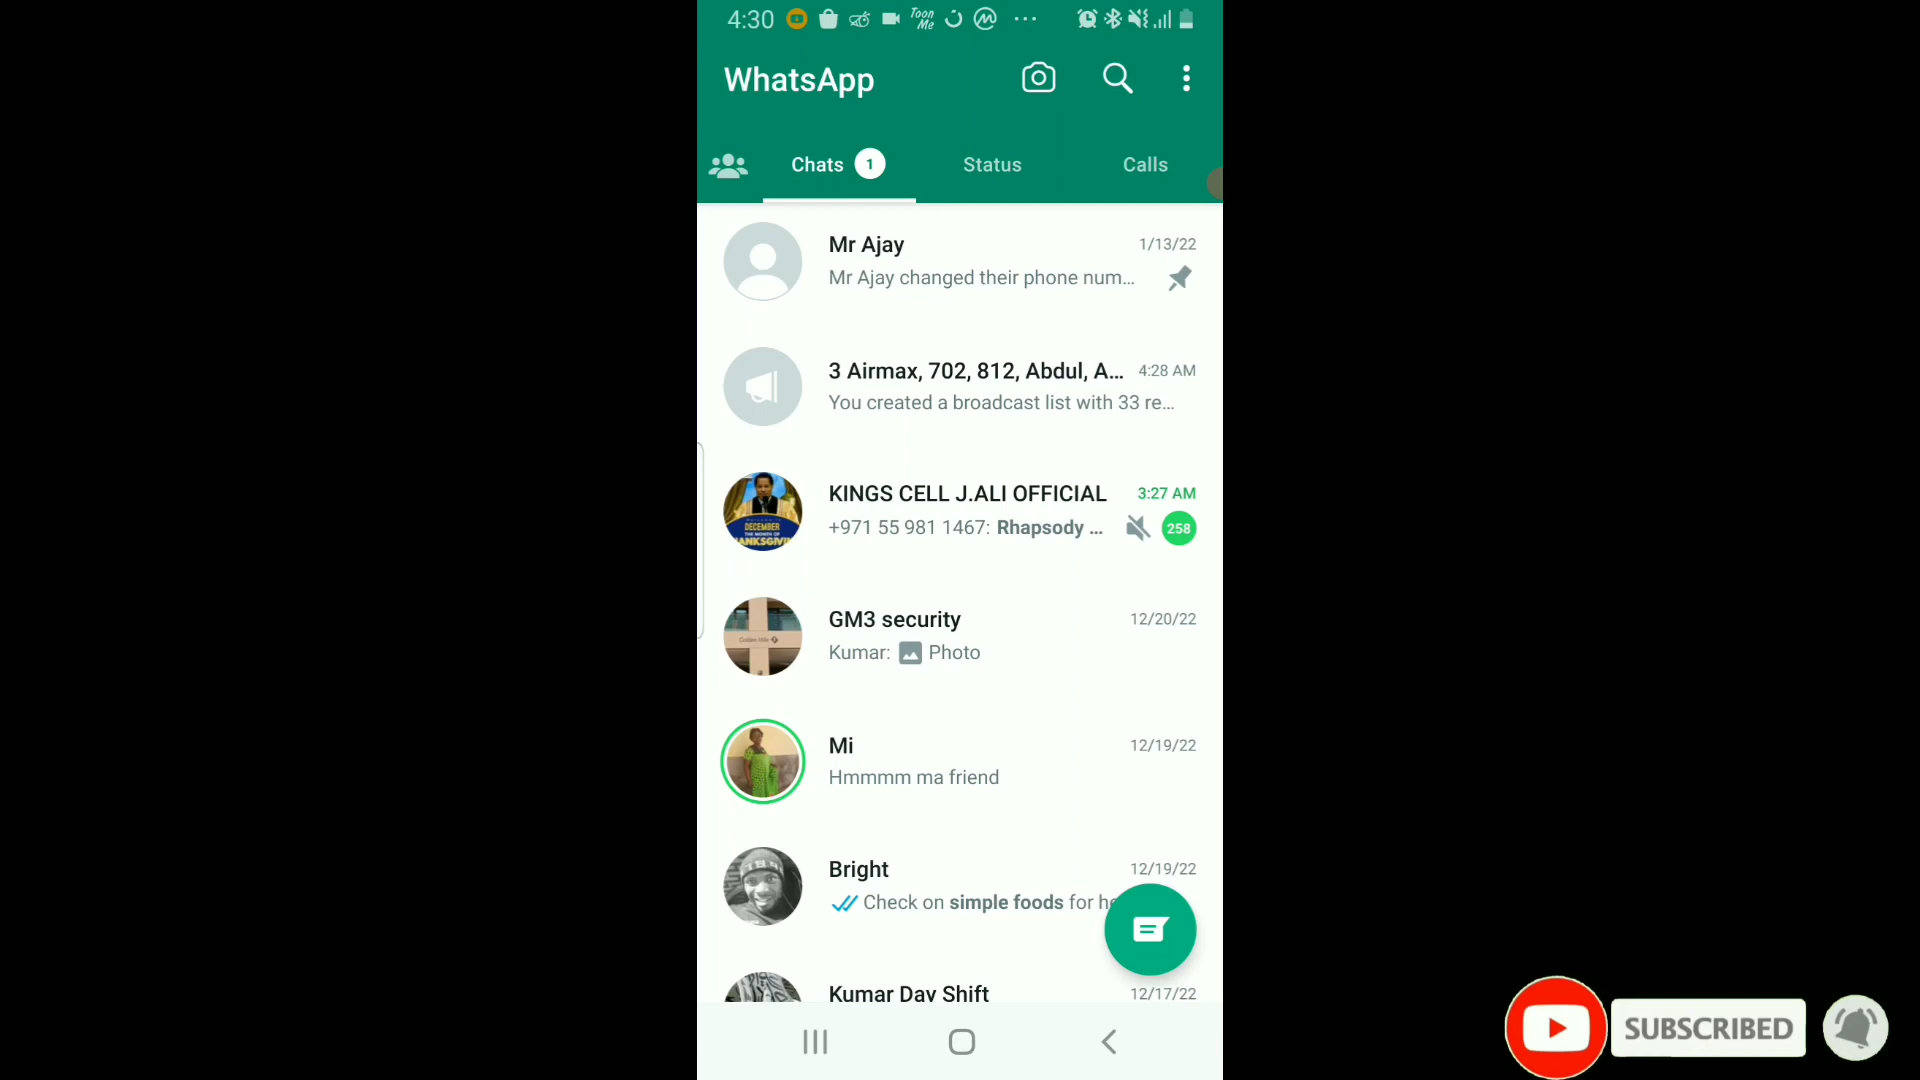 4:30 Toon Me
WhatsApp
Chats 1 Status Calls
Mr Ajay 1/13/22
Mr Ajay changed their phone num...
3 Airmax, 702, 812, Abdul, A... 4:28 AM
You created a broadcast list with 33 re...
KINGS CELL J.ALI OFFICIAL 3:27 AM
+971 55 981 1467: Rhapsody ... 258
DECEMBER
GM3 security 12/20/22
Kumar: Photo
Mi 12/19/22
Hmmmm ma friend
Bright 12/19/22
Check on simple foods for he
Kumar Day Shift 12/17/22
SUBSCRIBED